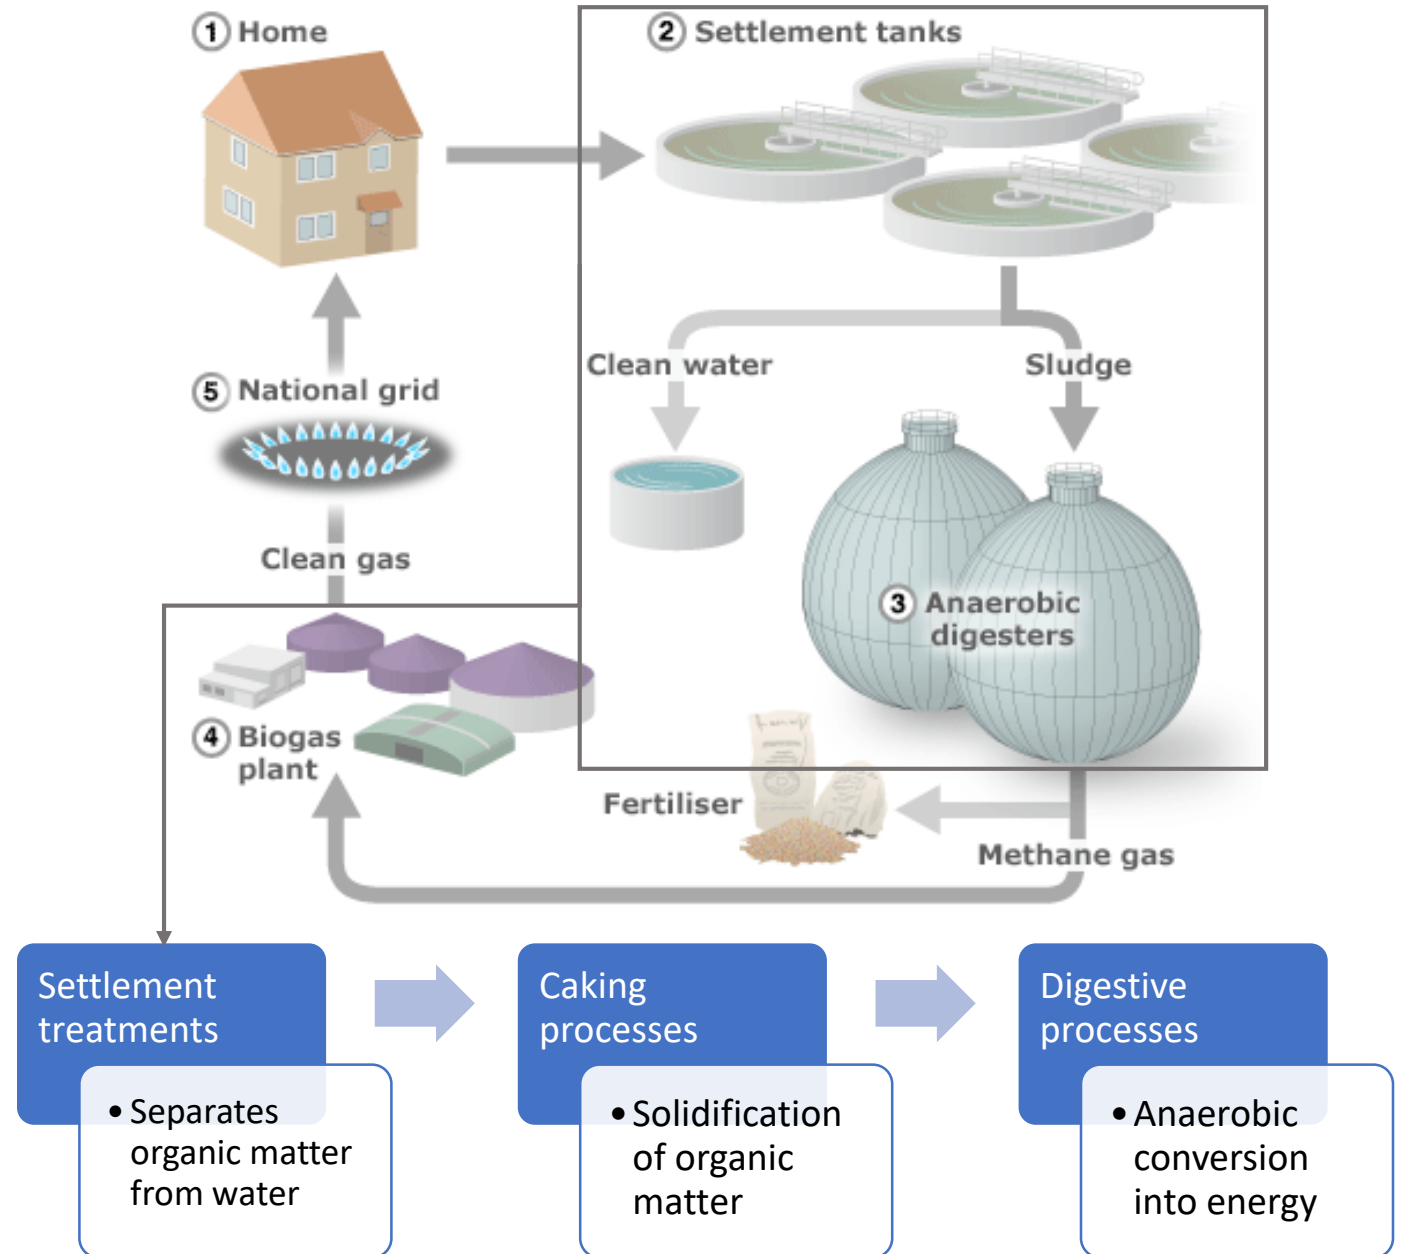 1 Home
2 Settlement tanks
Clean water
Sludge
5 National grid
Clean gas
3 Anaerobic
digesters
4 Biogas
plant
Fertiliser
Methane gas
Settlement
treatments
• Separates
organic matter
from water
Caking
processes
• Solidification
of organic
matter
Digestive
processes
• Anaerobic
conversion
into energy